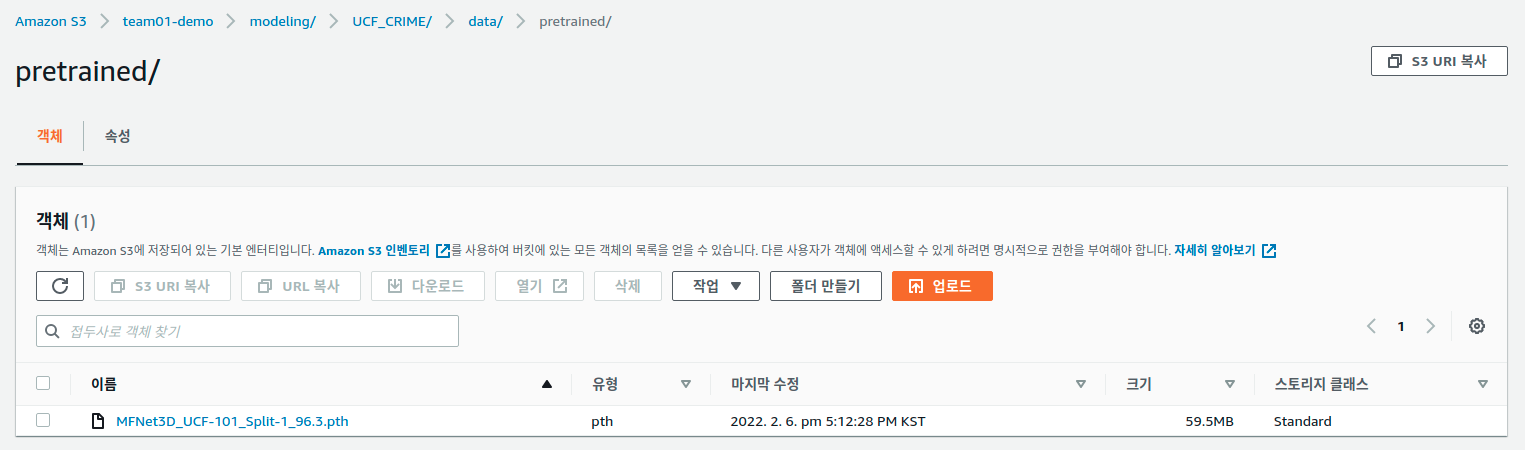 Amazon S3 > team01-demo > modeling/ > UCF_CRIME/ > data/ > pretrained/
pretrained/
S3 URI 복사
객체 속성
객체 (1)
객체는 Amazon S3에 저장되어 있는 기본 엔터티입니다. Amazon S3 인벤토리 를 사용하여 버킷에 있는 모든 객체의 목록을 얻을 수 있습니다. 다른 사용자가 객체에 액세스할 수 있게 하려면 명시적으로 권한을 부여해야 합니다. 자세히 알아보기
S3 URI 복사 URL 복사 다운로드 열기 삭제 작업 폴더 만들기 업로드
접두사로 객체 찾기
1
이름 유형 마지막 수정 크기 스토리지 클래스
MFNet3D_UCF-101_Split-1_96.3.pth pth 2022. 2. 6. pm 5:12:28 PM KST 59.5MB Standard